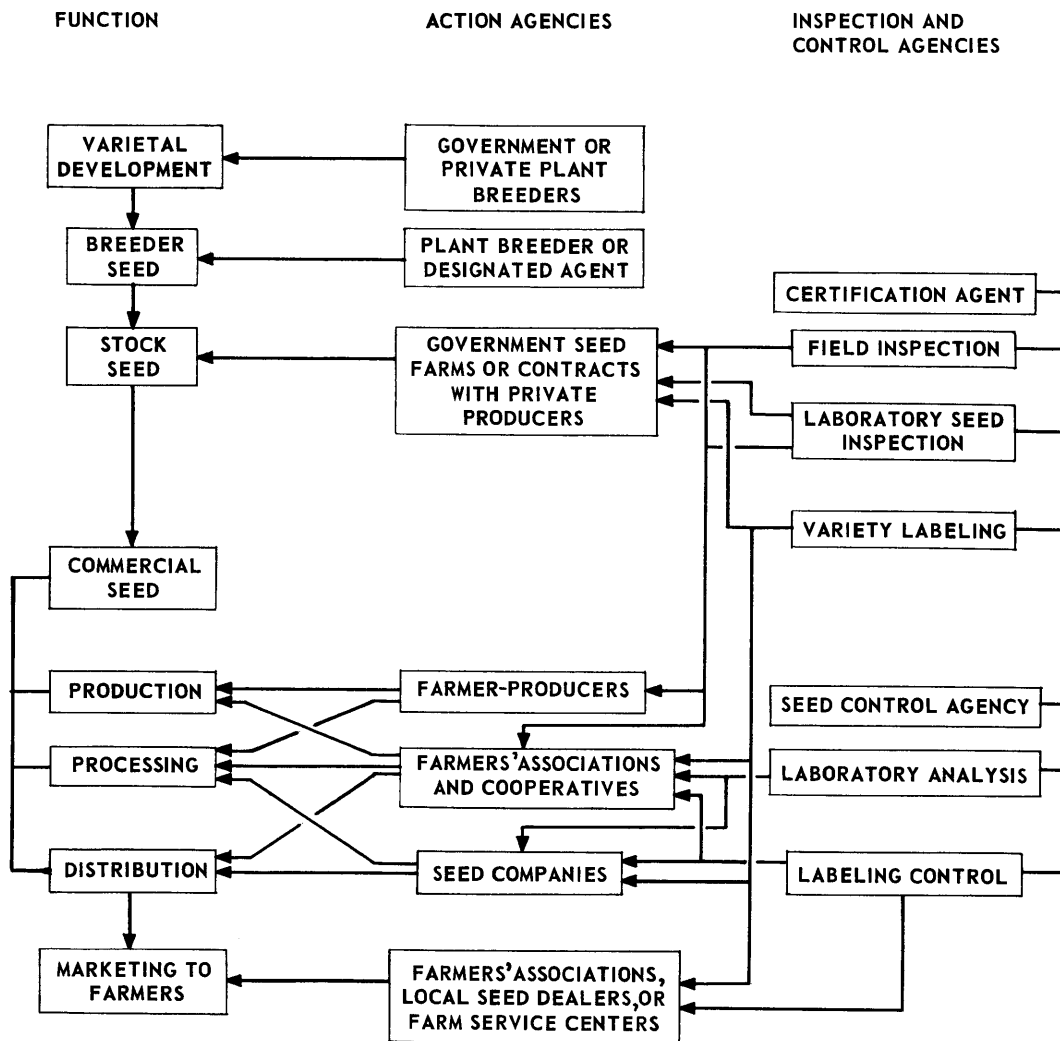 FUNCTION
ACTION AGENCIES
INSPECTION AND
CONTROL AGENCIES
VARIETAL
DEVELOPMENT
GOVERNMENT OR
PRIVATE PLANT
BREEDERS
BREEDER
SEED
PLANT BREEDER OR
DESIGNATED AGENT
CERTIFICATION AGENT
STOCK
SEED
GOVERNMENT SEED
FARMS OR CONTRACTS
WITH PRIVATE
PRODUCERS
FIELD INSPECTION
LABORATORY SEED
INSPECTION
VARIETY LABELING
COMMERCIAL
SEED
PRODUCTION
FARMER-PRODUCERS
SEED CONTROL AGENCY
PROCESSING
FARMERS' ASSOCIATIONS
AND COOPERATIVES
LABORATORY ANALYSIS
DISTRIBUTION
SEED COMPANIES
LABELING CONTROL
MARKETING TO
FARMERS
FARMERS' ASSOCIATIONS,
LOCAL SEED DEALERS, OR
FARM SERVICE CENTERS